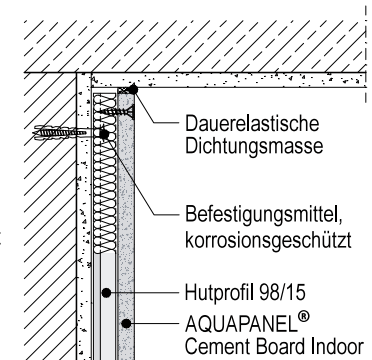 Dauerelastische
Dichtungsmasse
Befestigungsmittel,
korrosionsgeschützt
Hutprofil 98/15
AQUAPANEL®
Cement Board Indoor